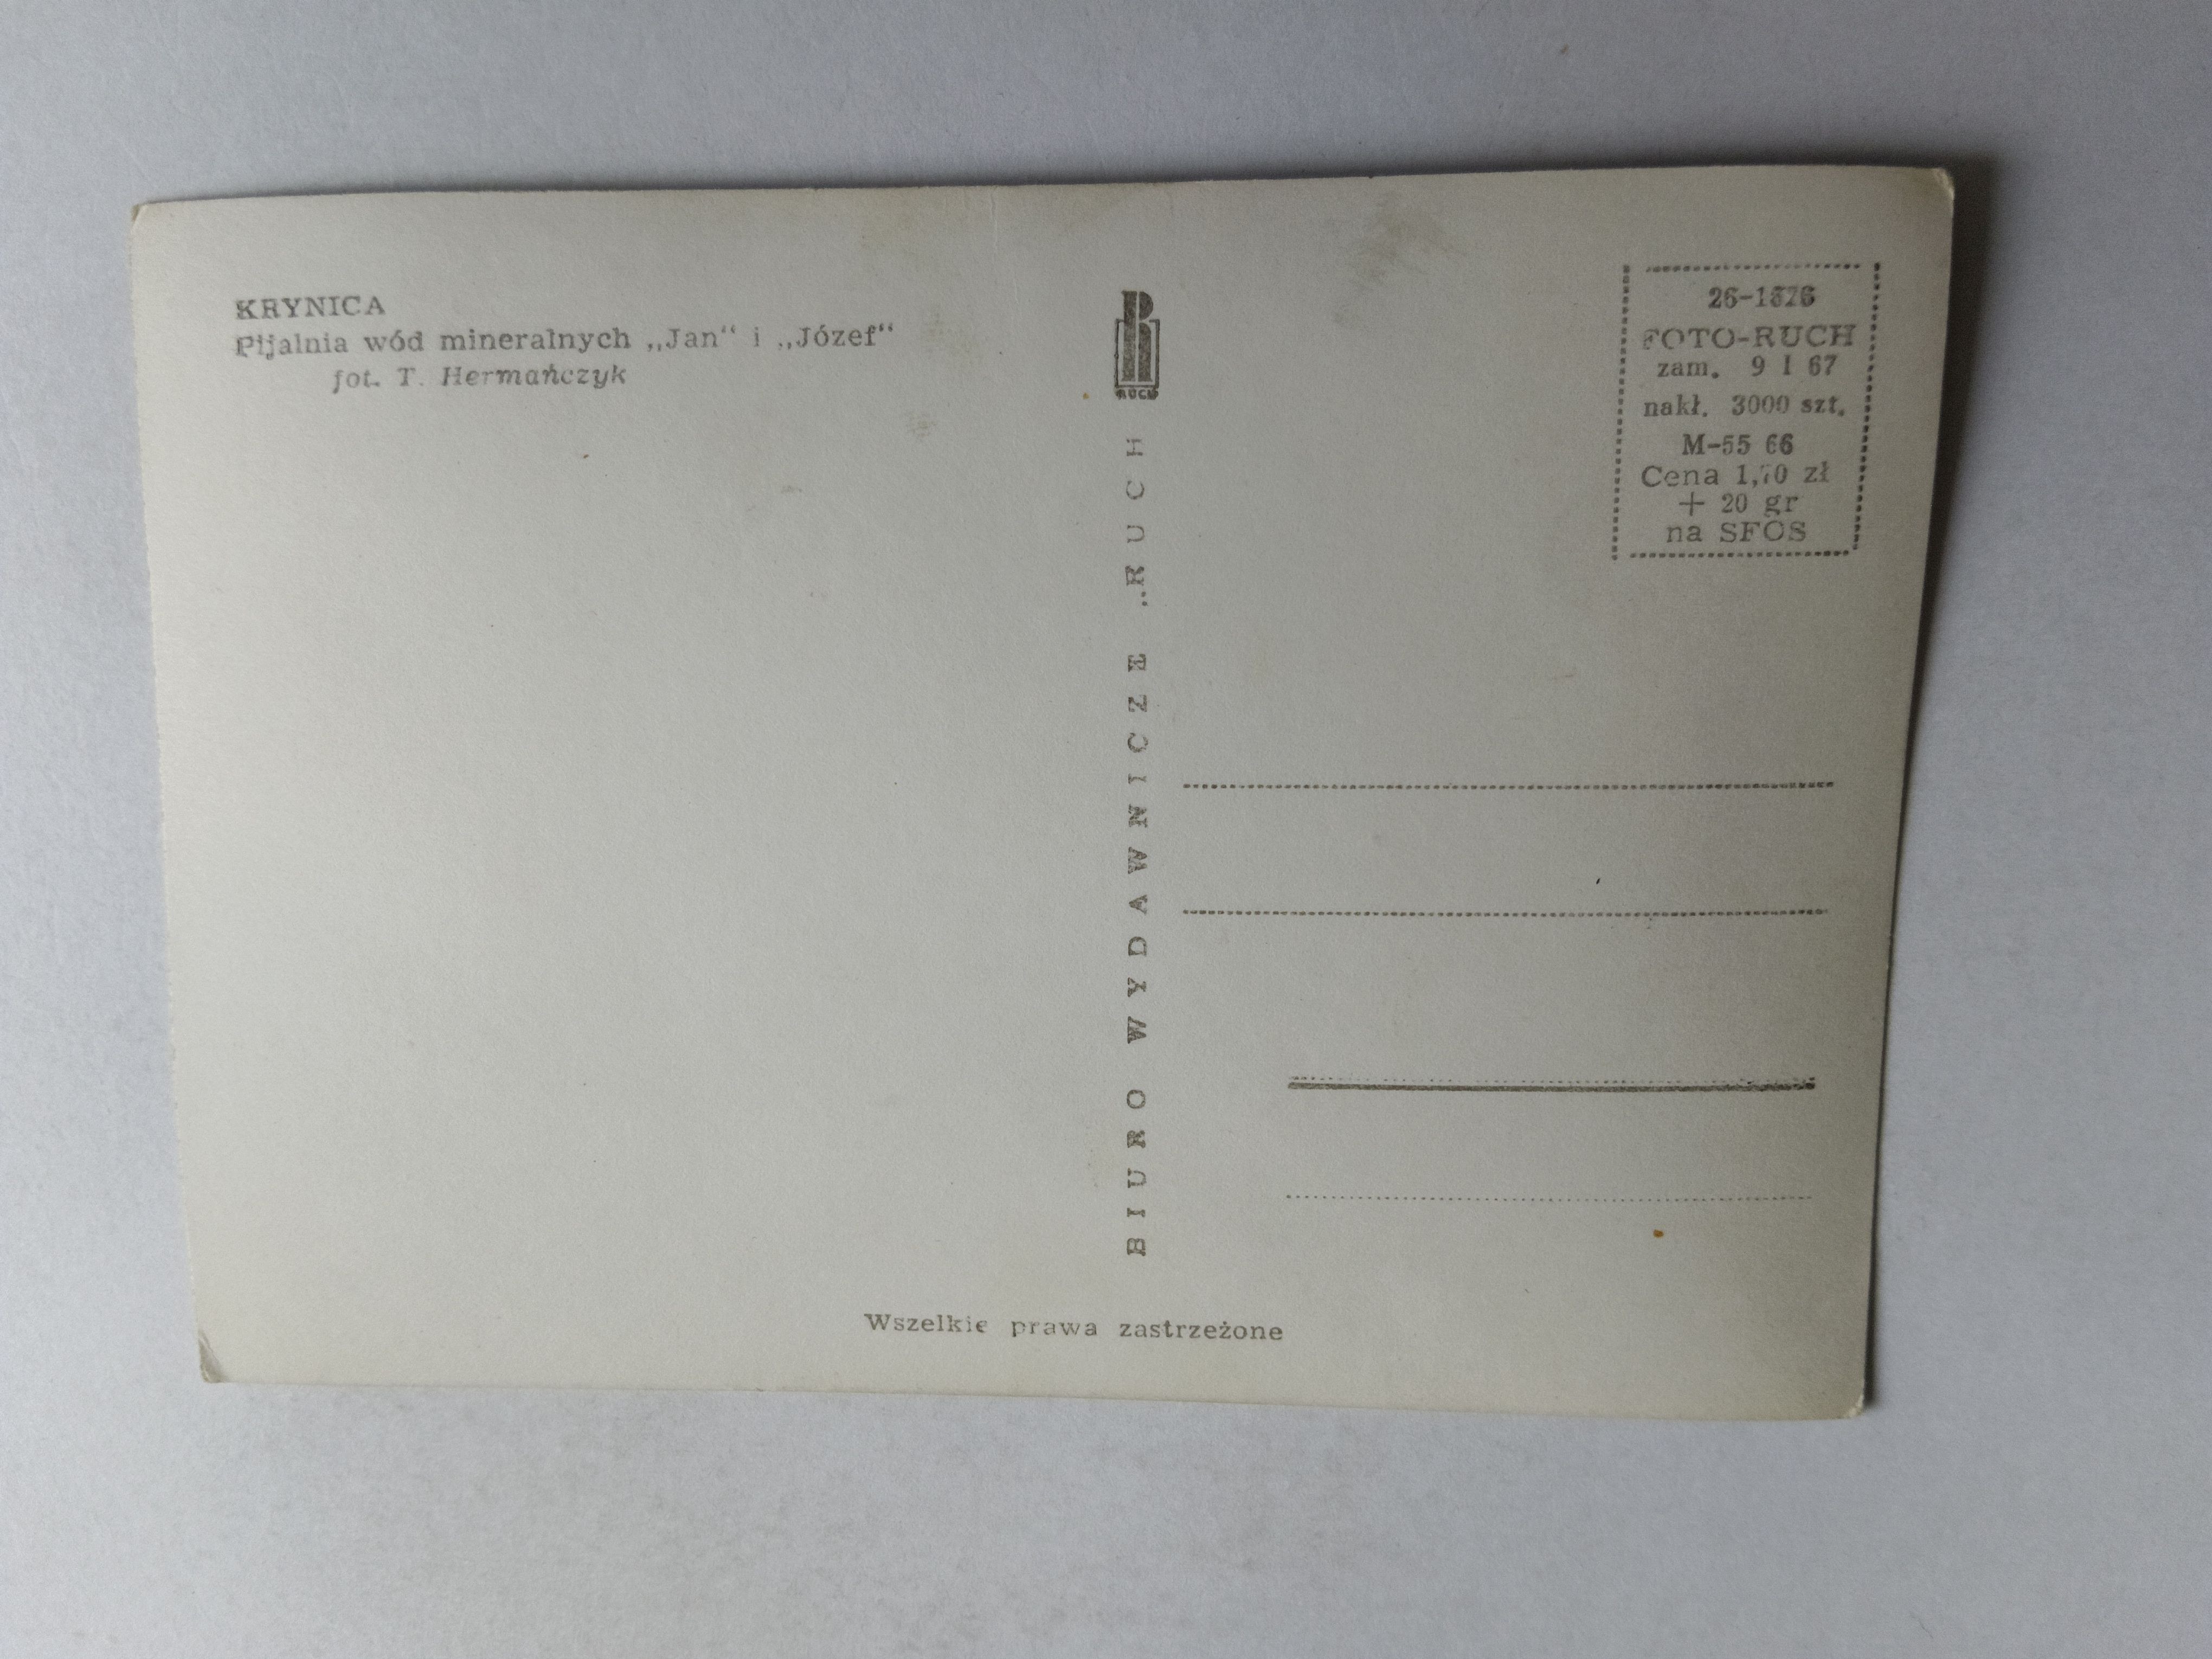 KRYNICA
Pijalnia wód mineralnych „Jan“ i „Józef“
fot. T. Hermańczyk
RUCH
BIURO WYDAWNICZE „RUCH
26-1676
FOTO-RUCH
zam. 9 I 67
nakł. 3000 szt.
M-55 66
Cena 1,70 zł
+ 20 gr
na SFOS
Wszelkie prawa zastrzeżone